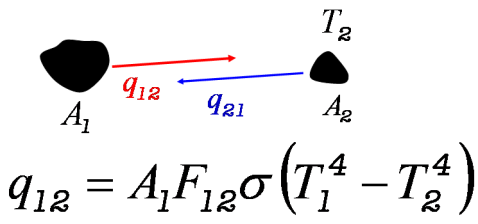 T₂
q₁₂
q₂₁
A₁
A₂
q₁₂ = A₁F₁₂σ(T₁⁴ − T₂⁴)